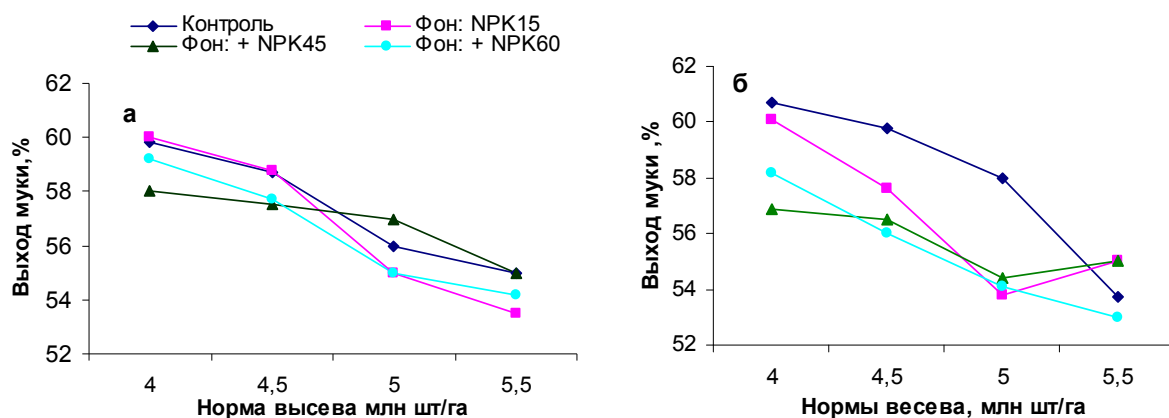 Контроль
Фон: NPK15
Фон: + NPK45
Фон: + NPK60
а
Выход муки,%
62
60
58
56
54
52
4
4,5
5
5,5
Норма высева млн шт/га
б
Выход муки ,%
62
60
58
56
54
52
4
4,5
5
5,5
Нормы весева, млн шт/га